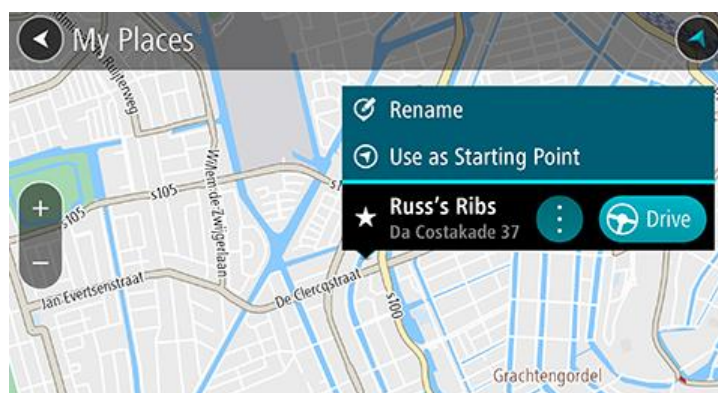 My Places
Rename
Use as Starting Point
Russ's Ribs
Da Costakade 37
Drive
+
−
Ruijterweg
Willem de Zwijgerlaan
s105
s105
Jan Evertsenstraat
De Clercqstraat
s100
Grachtengordel